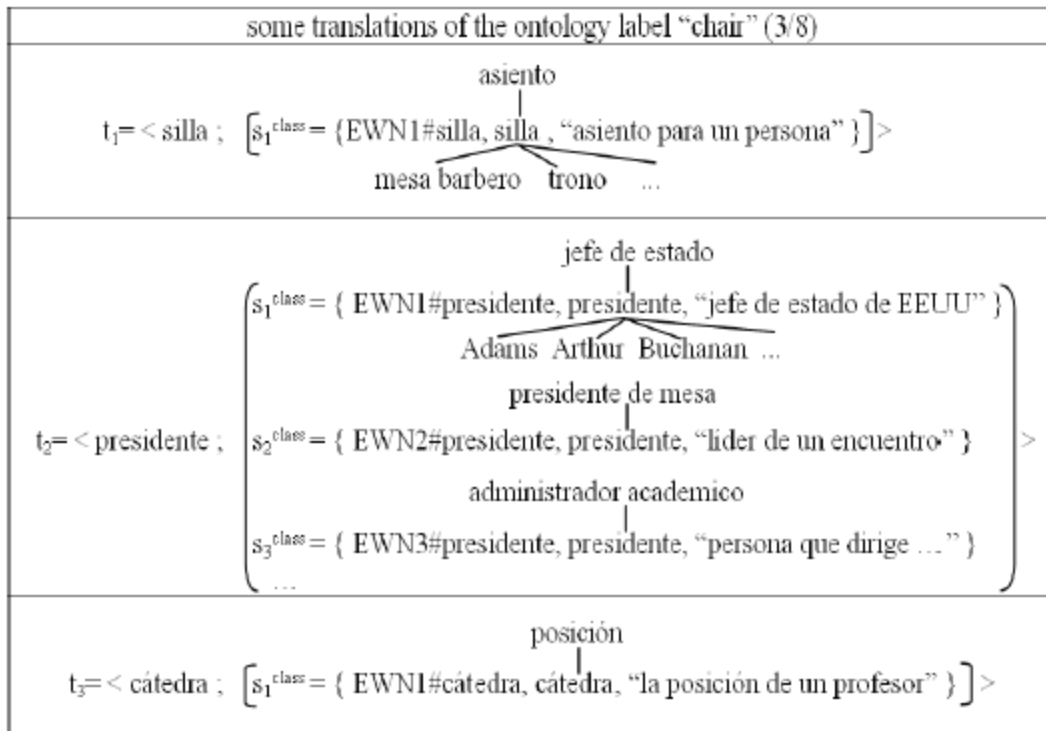 some translations of the ontology label “chair” (3/8)
asiento
t1= < silla ; [s1class= {EWN1#silla, silla , “asiento para un persona” }]>
mesa barbero trono ...
jefe de estado
s1class= { EWN1#presidente, presidente, “jefe de estado de EEUU” }
Adams Arthur Buchanan ...
presidente de mesa
t2= < presidente ; s2class= { EWN2#presidente, presidente, “lider de un encuentro” } >
administrador academico
s3class= { EWN3#presidente, presidente, “persona que dirige …” }
...
posición
t3= < cátedra ; [s1class= { EWN1#cátedra, cátedra, “la posición de un profesor” }]>